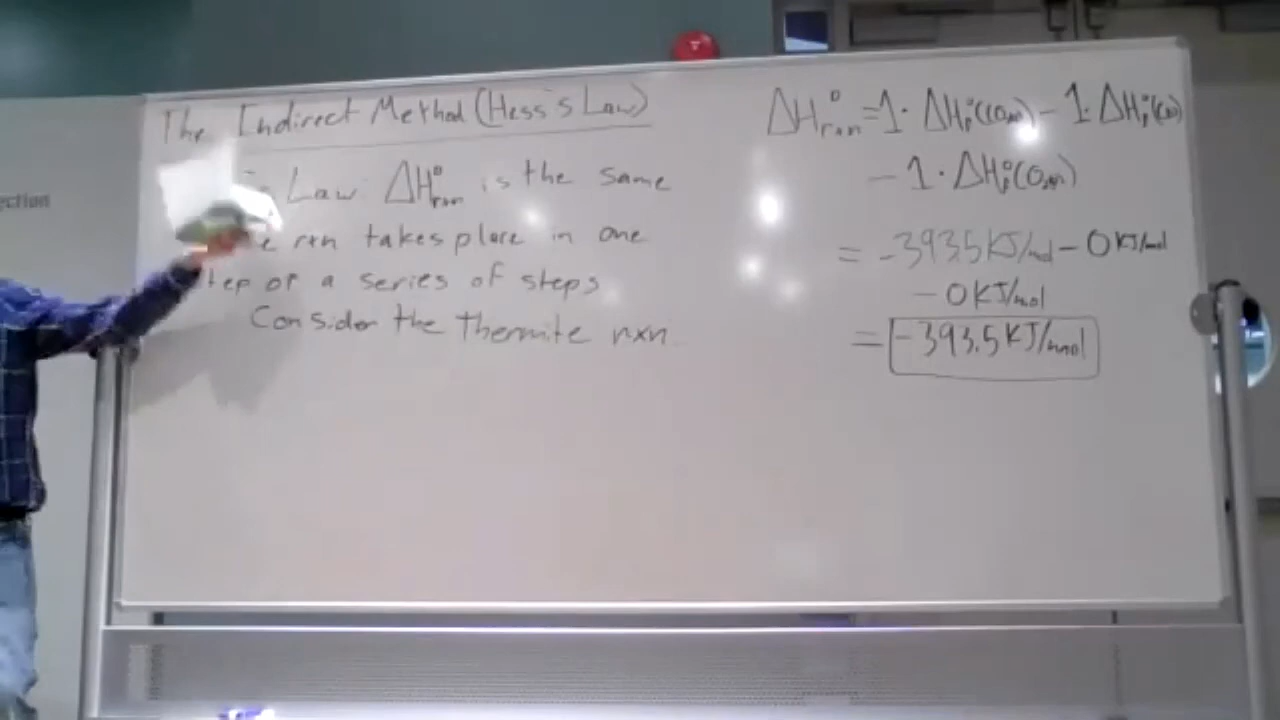 The Indirect Method (Hess's Law)
Law: ΔH°rxn is the same
rxn takes place in one
step or a series of steps
Consider the Thermite rxn
ΔH°rxn = 1 · ΔH°f(CO2(g)) – 1 · ΔH°f(C(s))
– 1 · ΔH°f(O2(g))
= -393.5 KJ/mol – 0 KJ/mol
– 0 KJ/mol
= -393.5 KJ/mol
ection